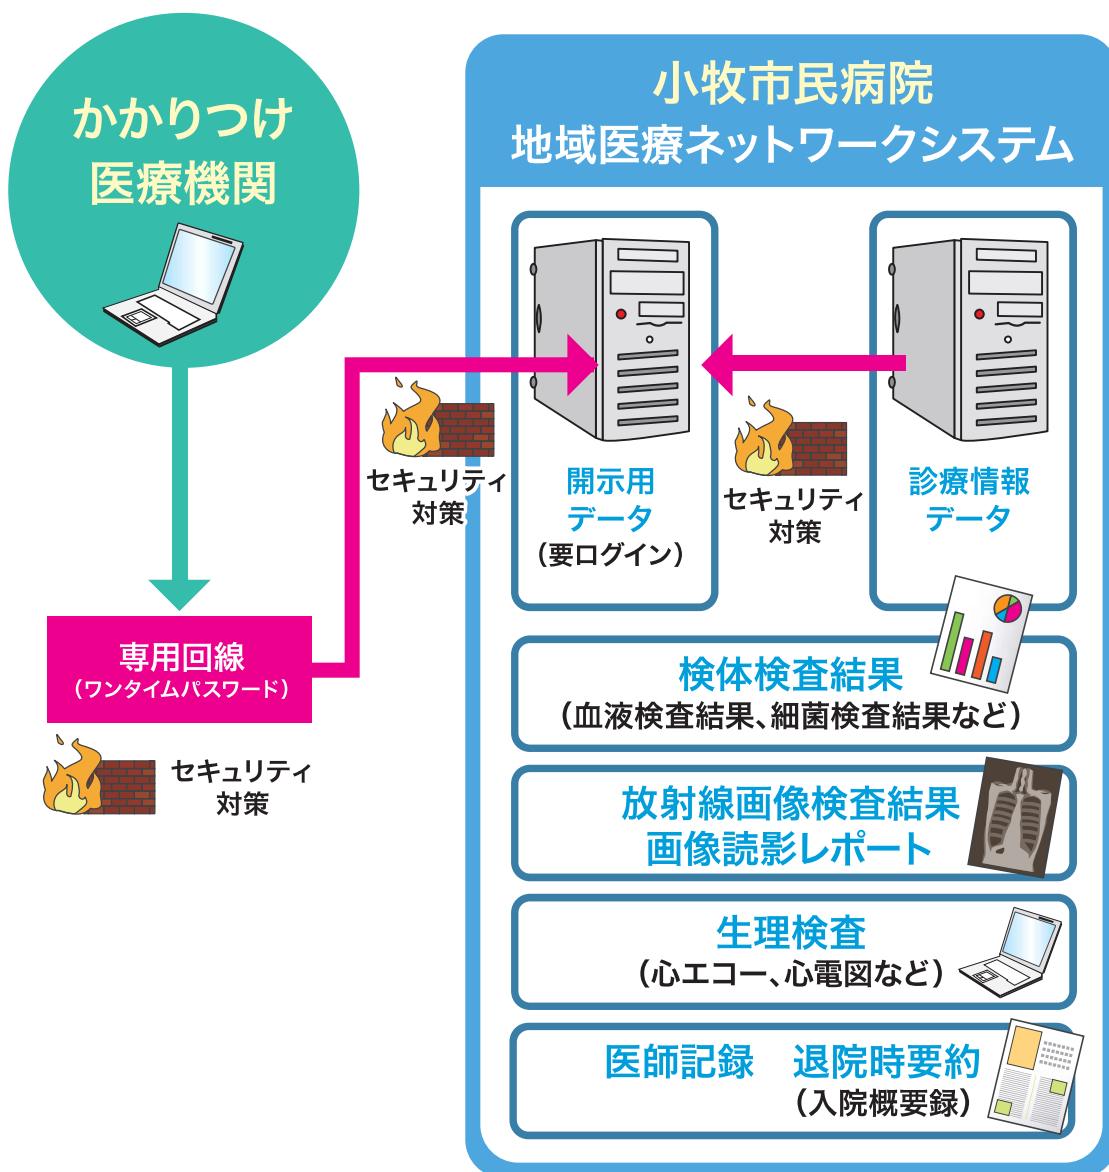 かかりつけ
医療機関
専用回線
（ワンタイムパスワード）
セキュリティ
対策
小牧市民病院
地域医療ネットワークシステム
セキュリティ
対策
開示用
データ
（要ログイン）
セキュリティ
対策
診療情報
データ
検体検査結果
（血液検査結果、細菌検査結果など）
放射線画像検査結果
画像読影レポート
生理検査
（心エコー、心電図など）
医師記録　退院時要約
（入院概要録）